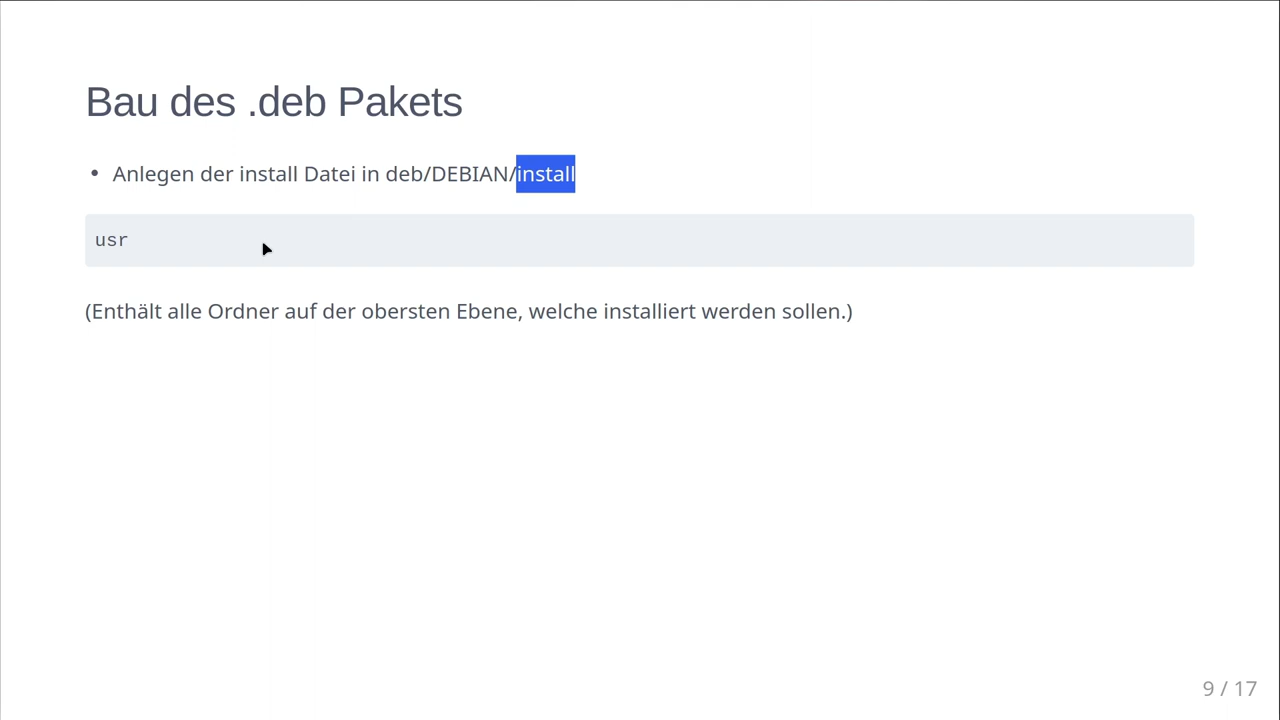 Bau des .deb Pakets
• Anlegen der install Datei in deb/DEBIAN/install
usr
(Enthält alle Ordner auf der obersten Ebene, welche installiert werden sollen.)
9 / 17